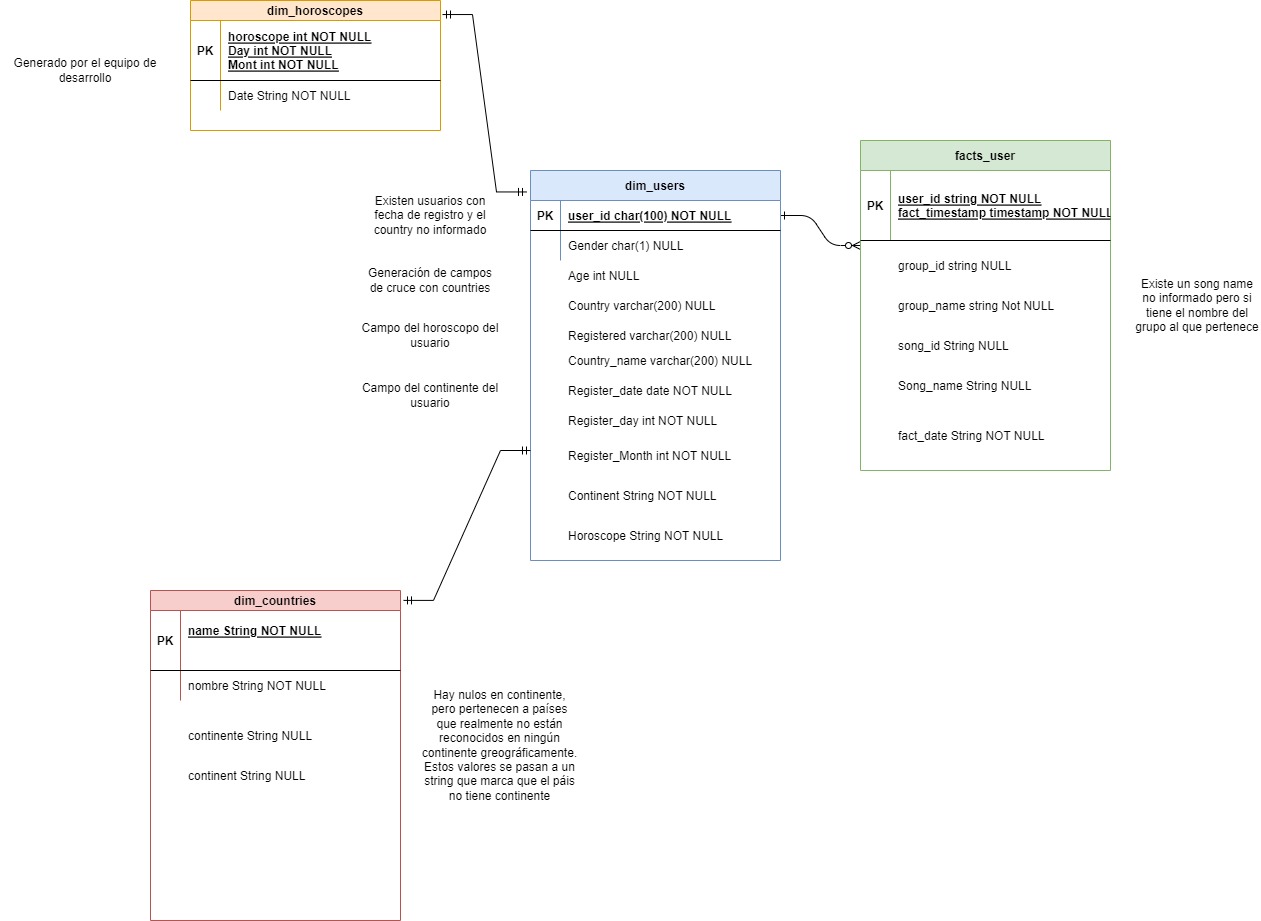 dim_horoscopes
PK
horoscope int NOT NULL
Day int NOT NULL
Mont int NOT NULL
Date String NOT NULL
Generado por el equipo de
desarrollo
facts_user
PK
user_id string NOT NULL
fact_timestamp timestamp NOT NULL
group_id string NULL
group_name string Not NULL
song_id String NULL
Song_name String NULL
fact_date String NOT NULL
Existe un song name
no informado pero si
tiene el nombre del
grupo al que pertenece
dim_users
PK
user_id char(100) NOT NULL
Gender char(1) NULL
Age int NULL
Country varchar(200) NULL
Registered varchar(200) NULL
Country_name varchar(200) NULL
Register_date date NOT NULL
Register_day int NOT NULL
Register_Month int NOT NULL
Continent String NOT NULL
Horoscope String NOT NULL
Existen usuarios con
fecha de registro y el
country no informado
Generación de campos
de cruce con countries
Campo del horoscopo del
usuario
Campo del continente del
usuario
dim_countries
PK
name String NOT NULL
nombre String NOT NULL
continente String NULL
continent String NULL
Hay nulos en continente,
pero pertenecen a países
que realmente no están
reconocidos en ningún
continente greográficamente.
Estos valores se pasan a un
string que marca que el páis
no tiene continente